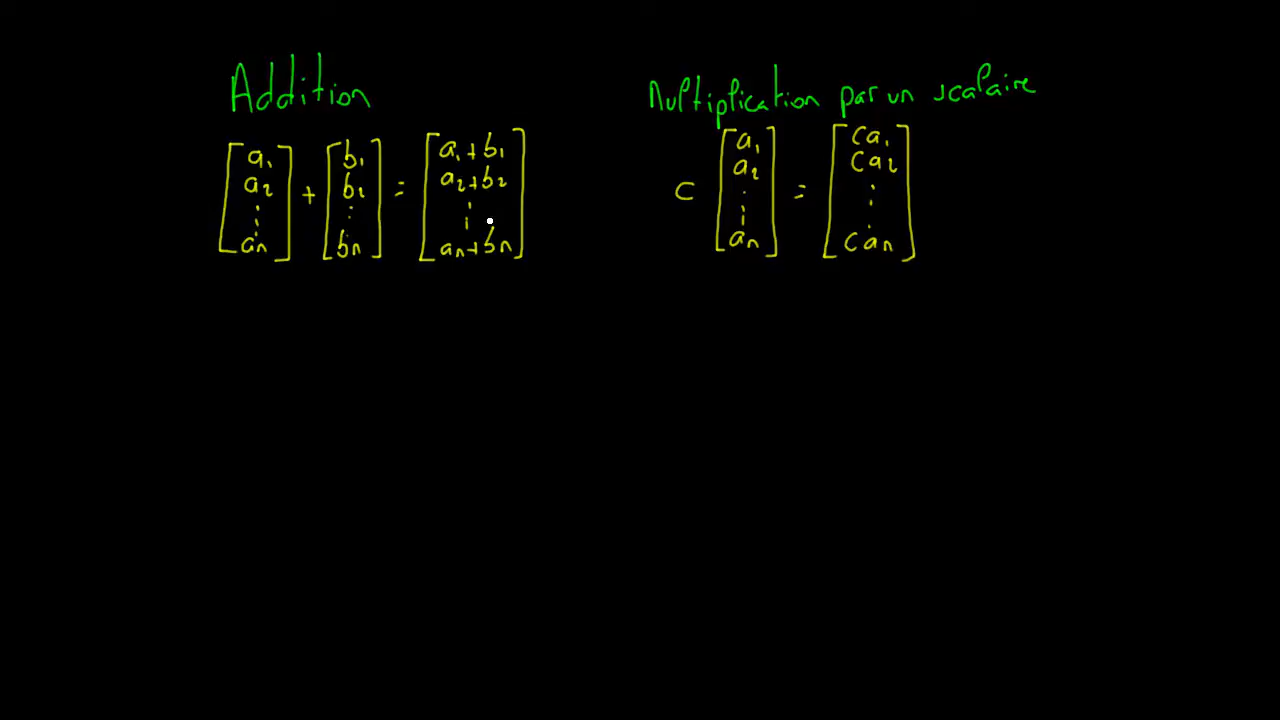 Addition
[a₁ a₂ ⋮ aₙ] + [b₁ b₂ ⋮ bₙ] = [a₁+b₁ a₂+b₂ ⋮ aₙ+bₙ]
Multiplication par un scalaire
c [a₁ a₂ ⋮ aₙ] = [ca₁ ca₂ ⋮ caₙ]